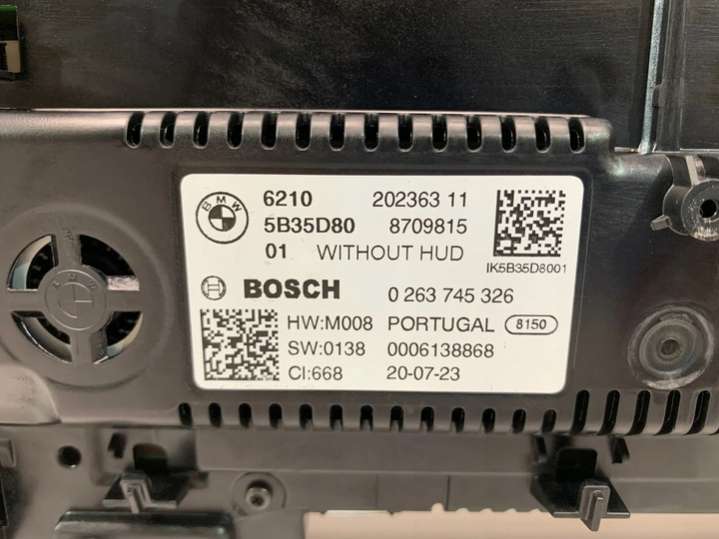 BMW
6210 202363 11
5B35D80 8709815
01 WITHOUT HUD
IK5B35D8001
BOSCH 0 263 745 326
HW:M008 PORTUGAL 8150
SW:0138 0006138868
CI:668 20-07-23